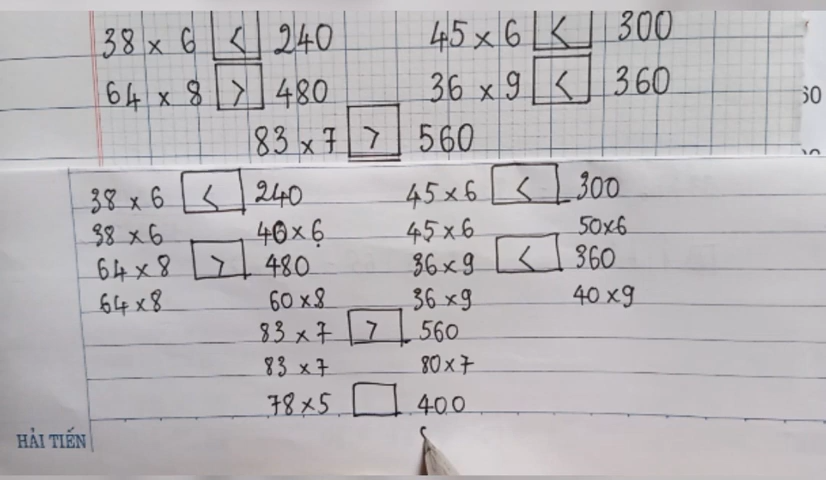 38 x 6 < 240 45 x 6 < 300
64 x 8 > 480 36 x 9 < 360
83 x 7 > 560
38 x 6 < 240 45 x 6 < 300
38 x 6 40 x 6 45 x 6 50 x 6
64 x 8 > 480 36 x 9 < 360
64 x 8 60 x 8 36 x 9 40 x 9
83 x 7 > 560
83 x 7 80 x 7
78 x 5 □ 400
HẢI TIẾN